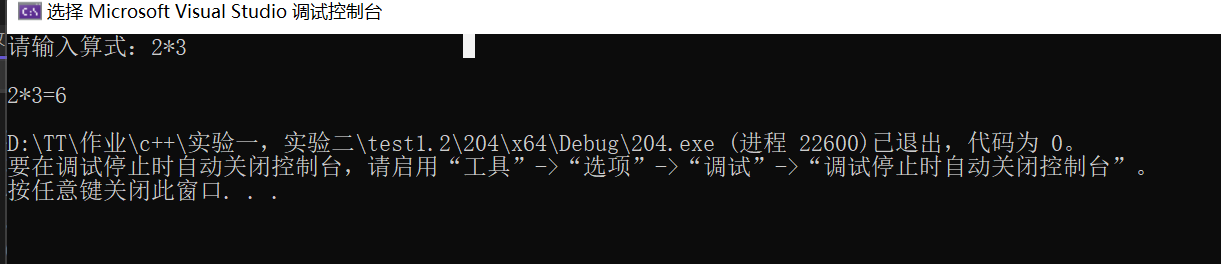 选择 Microsoft Visual Studio 调试控制台
请输入算式：2*3
2*3=6
D:\TT\作业\c++\实验一，实验二\test1.2\204\x64\Debug\204.exe (进程 22600)已退出，代码为 0。
要在调试停止时自动关闭控制台，请启用“工具”->“选项”->“调试”->“调试停止时自动关闭控制台”。
按任意键关闭此窗口. . .